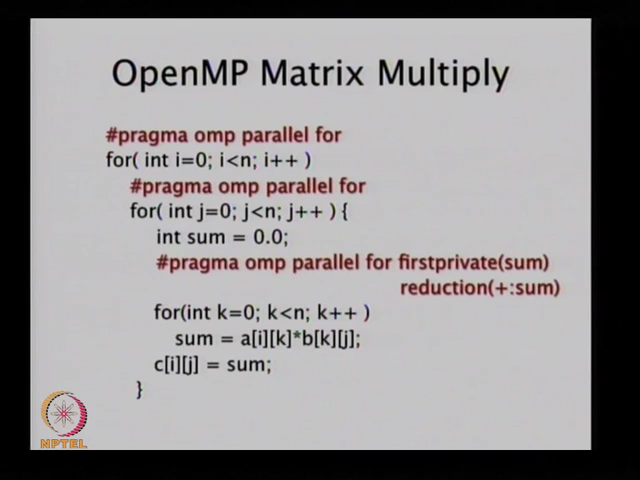 OpenMP Matrix Multiply
#pragma omp parallel for
for( int i=0; i<n; i++ )
#pragma omp parallel for
for( int j=0; j<n; j++ ) {
int sum = 0.0;
#pragma omp parallel for firstprivate(sum)
reduction(+:sum)
for(int k=0; k<n; k++ )
sum = a[i][k]*b[k][j];
c[i][j] = sum;
}
NPTEL